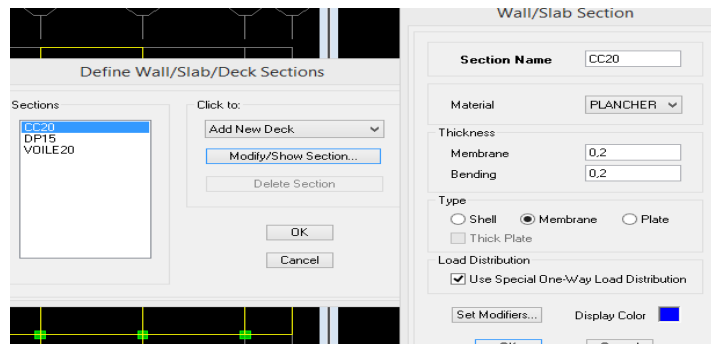 Define Wall/Slab/Deck Sections
Sections
CC20
DP15
VOILE20
Click to:
Add New Deck
Modify/Show Section...
Delete Section
OK
Cancel
Wall/Slab Section
Section Name CC20
Material PLANCHER
Thickness
Membrane 0,2
Bending 0,2
Type
Shell Membrane Plate
Thick Plate
Load Distribution
Use Special One-Way Load Distribution
Set Modifiers... Display Color